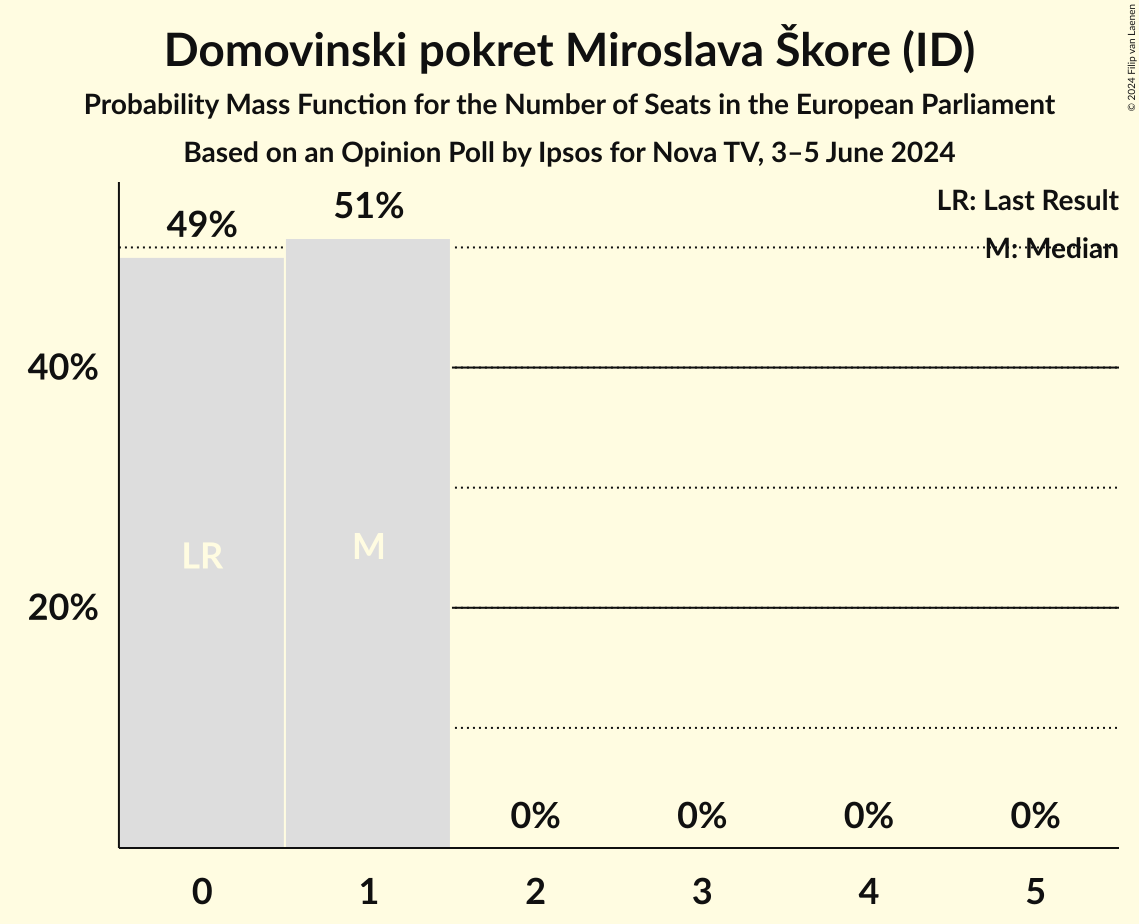 Domovinski pokret Miroslava Škore (ID)
Probability Mass Function for the Number of Seats in the European Parliament
Based on an Opinion Poll by Ipsos for Nova TV, 3–5 June 2024
© 2024 Filip van Laenen
LR: Last Result
M: Median
49%
51%
40%
20%
LR
M
0%
0%
0%
0%
0
1
2
3
4
5